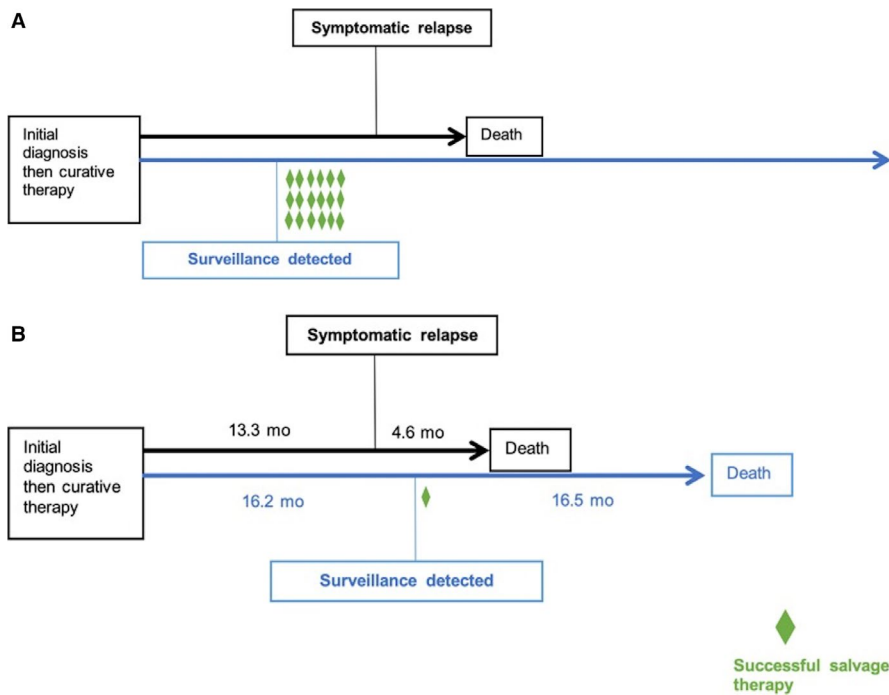 A
Symptomatic relapse
Initial
diagnosis
then curative
therapy
Death
Surveillance detected
B
Symptomatic relapse
13.3 mo
4.6 mo
Initial
diagnosis
then curative
therapy
Death
Death
16.2 mo
16.5 mo
Surveillance detected
Successful salvage
therapy